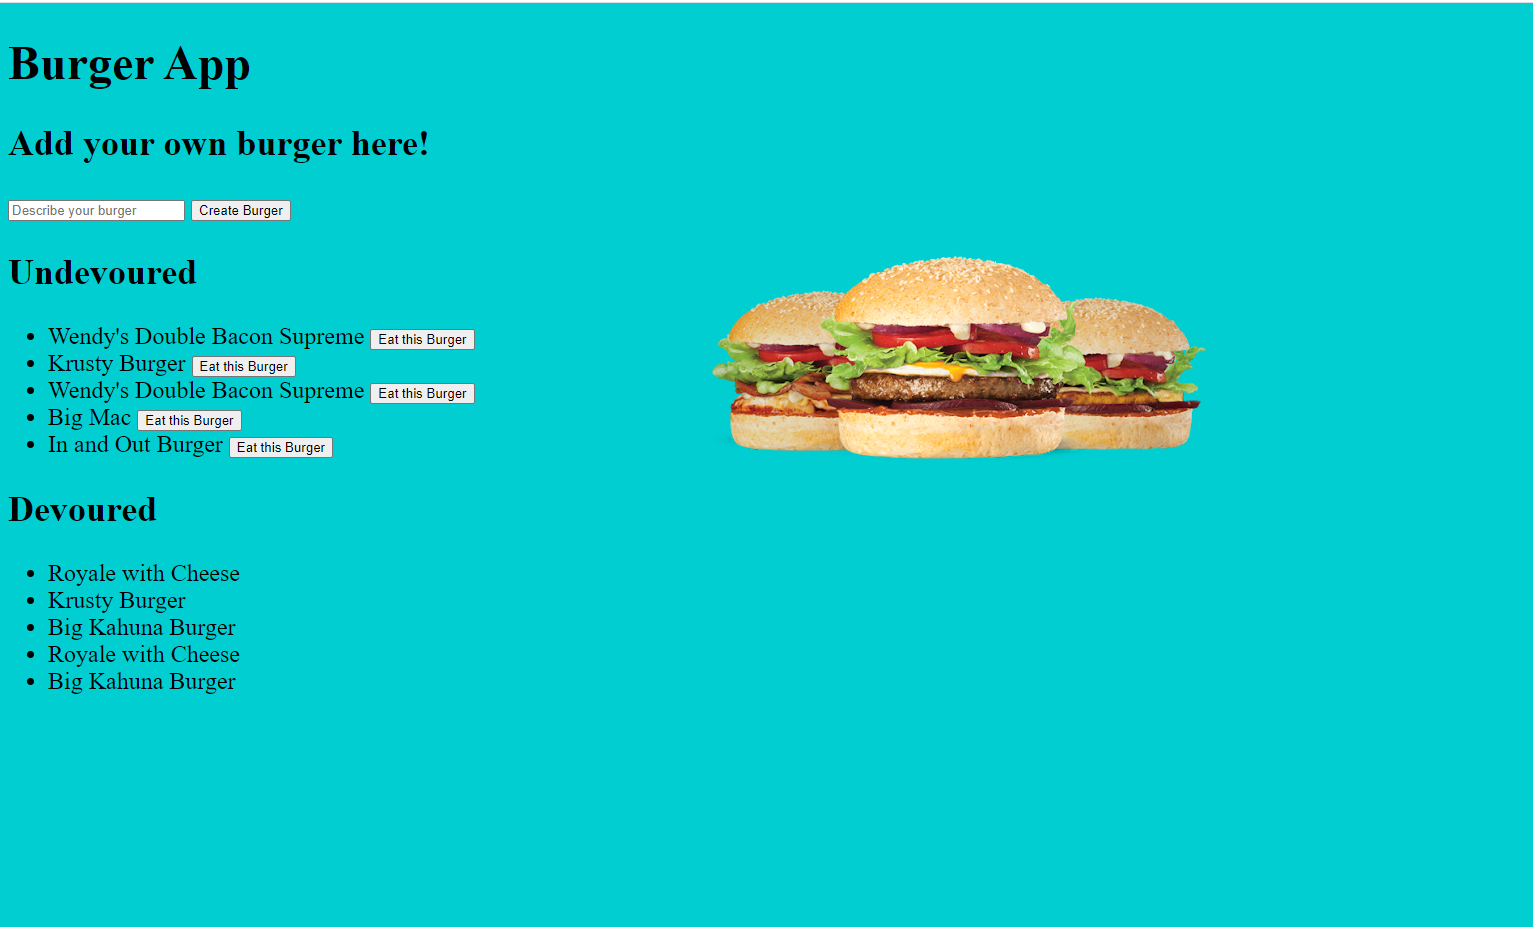 Burger App
Add your own burger here!
Describe your burger Create Burger
Undevoured
Wendy's Double Bacon Supreme Eat this Burger
Krusty Burger Eat this Burger
Wendy's Double Bacon Supreme Eat this Burger
Big Mac Eat this Burger
In and Out Burger Eat this Burger
Devoured
Royale with Cheese
Krusty Burger
Big Kahuna Burger
Royale with Cheese
Big Kahuna Burger